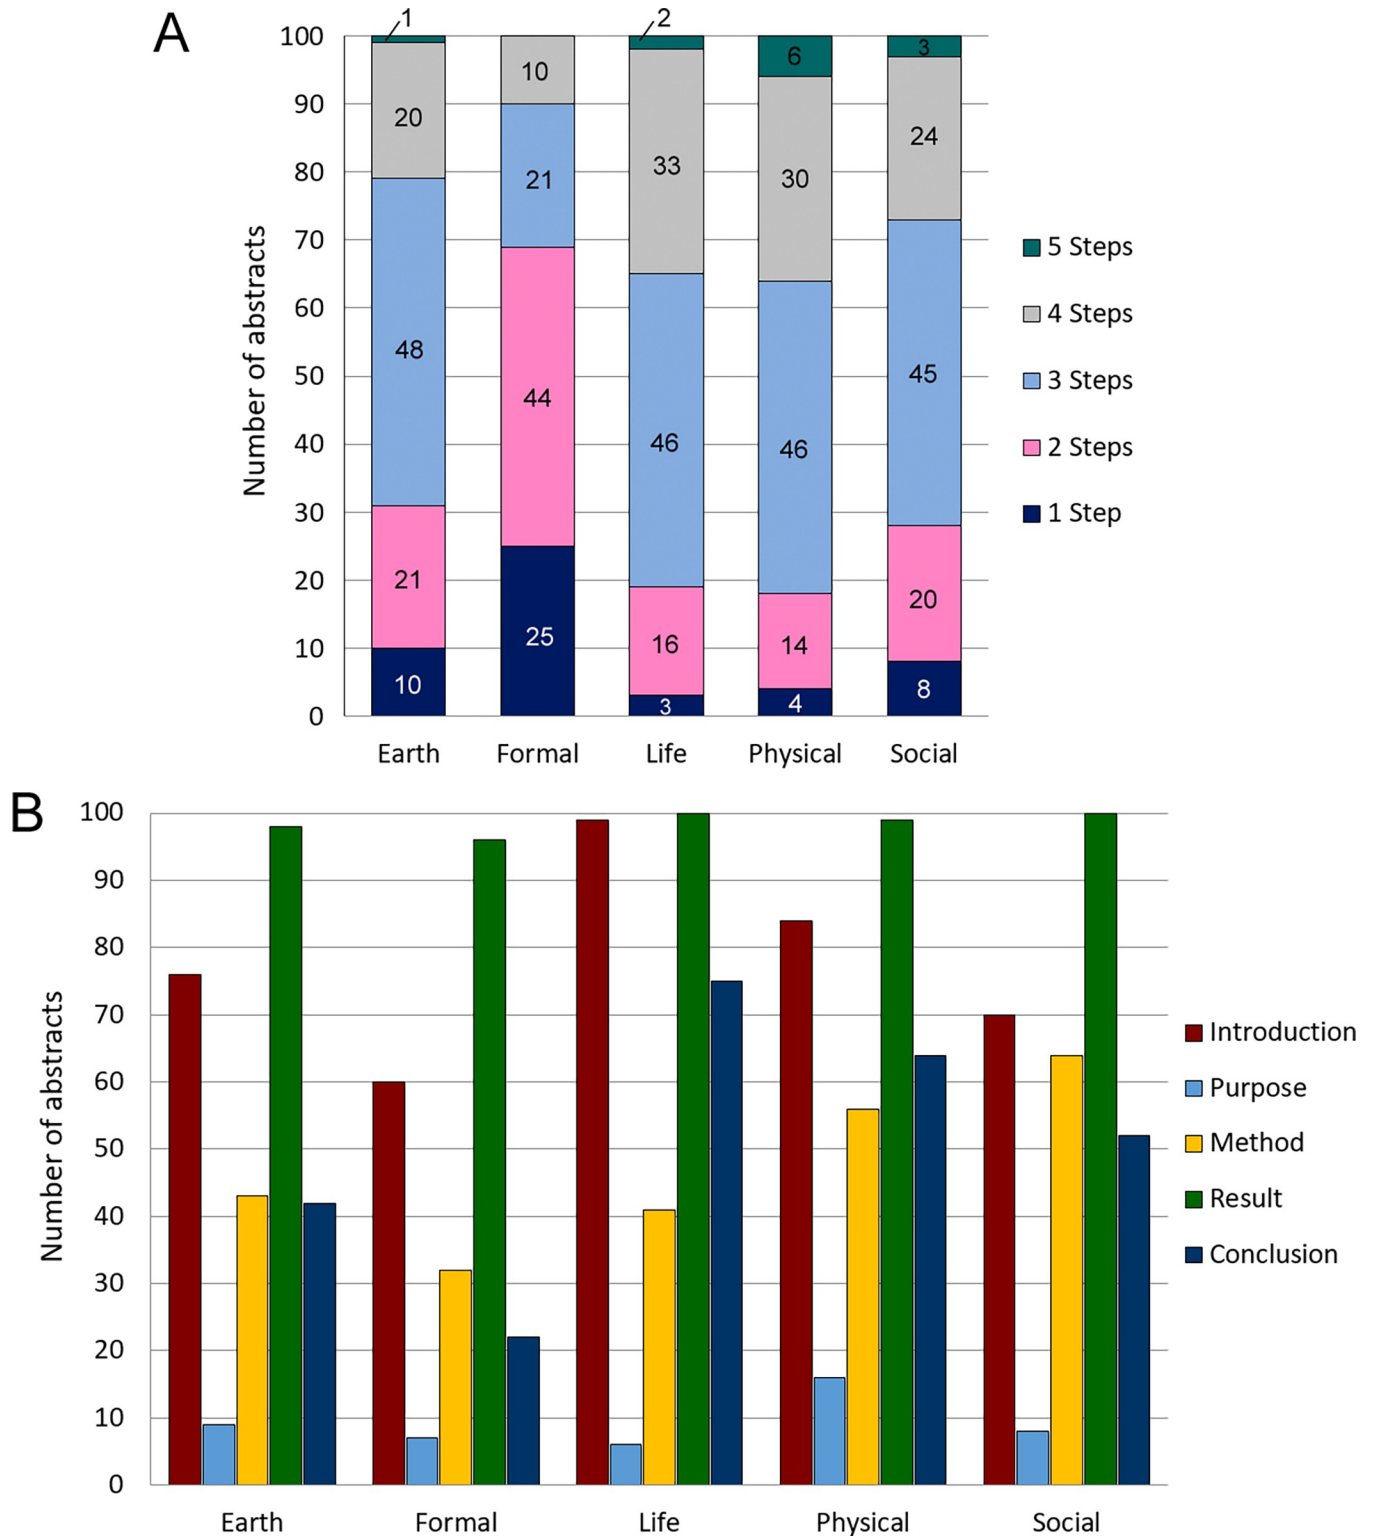 A
1
2
100
90
80
70
60
50
40
30
20
10
0
Number of abstracts
20
48
21
10
10
21
44
25
33
46
16
3
6
30
46
14
4
3
24
45
20
8
Earth Formal Life Physical Social
5 Steps
4 Steps
3 Steps
2 Steps
1 Step
B
100
90
80
70
60
50
40
30
20
10
0
Number of abstracts
Earth Formal Life Physical Social
Introduction
Purpose
Method
Result
Conclusion